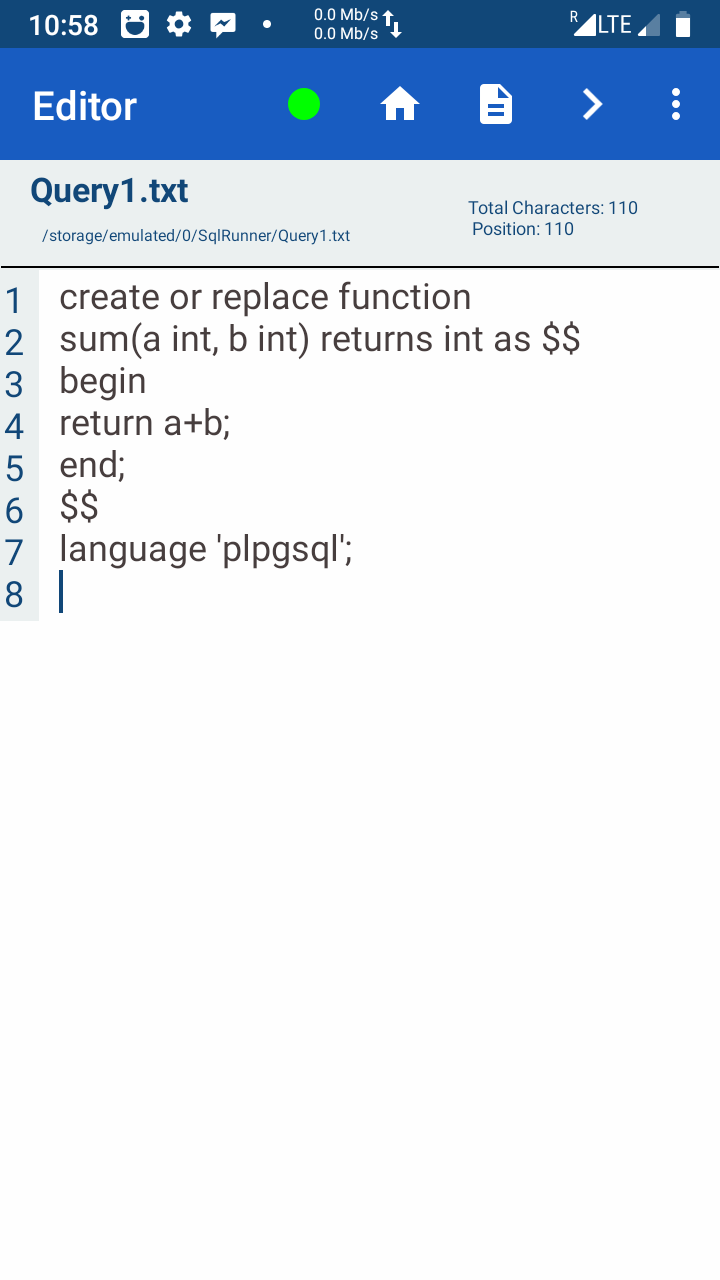 10:58
0.0 Mb/s
0.0 Mb/s
R
LTE
Editor
Query1.txt
/storage/emulated/0/SqlRunner/Query1.txt
Total Characters: 110
Position: 110
1 create or replace function
2 sum(a int, b int) returns int as $$
3 begin
4 return a+b;
5 end;
6 $$
7 language 'plpgsql';
8